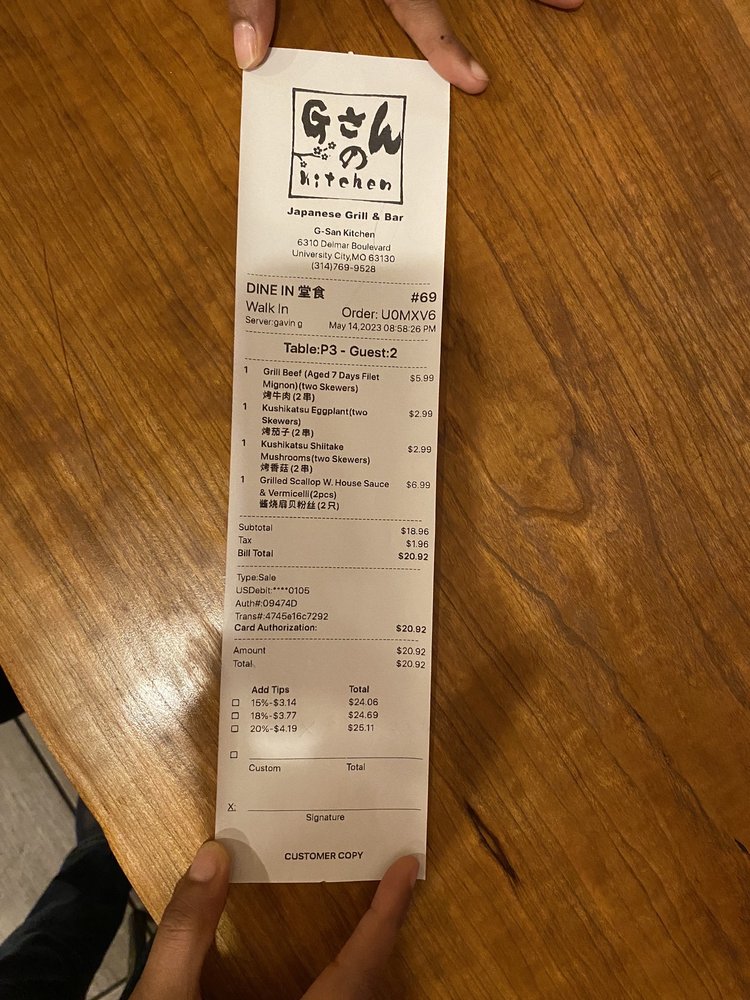 Gさん
の
kitchen
Japanese Grill & Bar
G-San Kitchen
6310 Delmar Boulevard
University City,MO 63130
(314)769-9528
DINE IN 堂食 #69
Walk In Order: U0MXV6
Server:gavin g May 14,2023 08:58:26 PM
Table:P3 - Guest:2
1 Grill Beef (Aged 7 Days Filet $5.99
Mignon)(two Skewers)
烤牛肉 (2 串)
1 Kushikatsu Eggplant(two $2.99
Skewers)
烤茄子 (2 串)
1 Kushikatsu Shiitake $2.99
Mushrooms(two Skewers)
烤香菇 (2 串)
1 Grilled Scallop W. House Sauce $6.99
& Vermicelli(2pcs)
酱烧扇贝粉丝 (2 只)
Subtotal $18.96
Tax $1.96
Bill Total $20.92
Type:Sale
USDebit:****0105
Auth#:09474D
Trans#:4745e16c7292
Card Authorization: $20.92
Amount $20.92
Total $20.92
Add Tips Total
15%-$3.14 $24.06
18%-$3.77 $24.69
20%-$4.19 $25.11
Custom Total
X:
Signature
CUSTOMER COPY